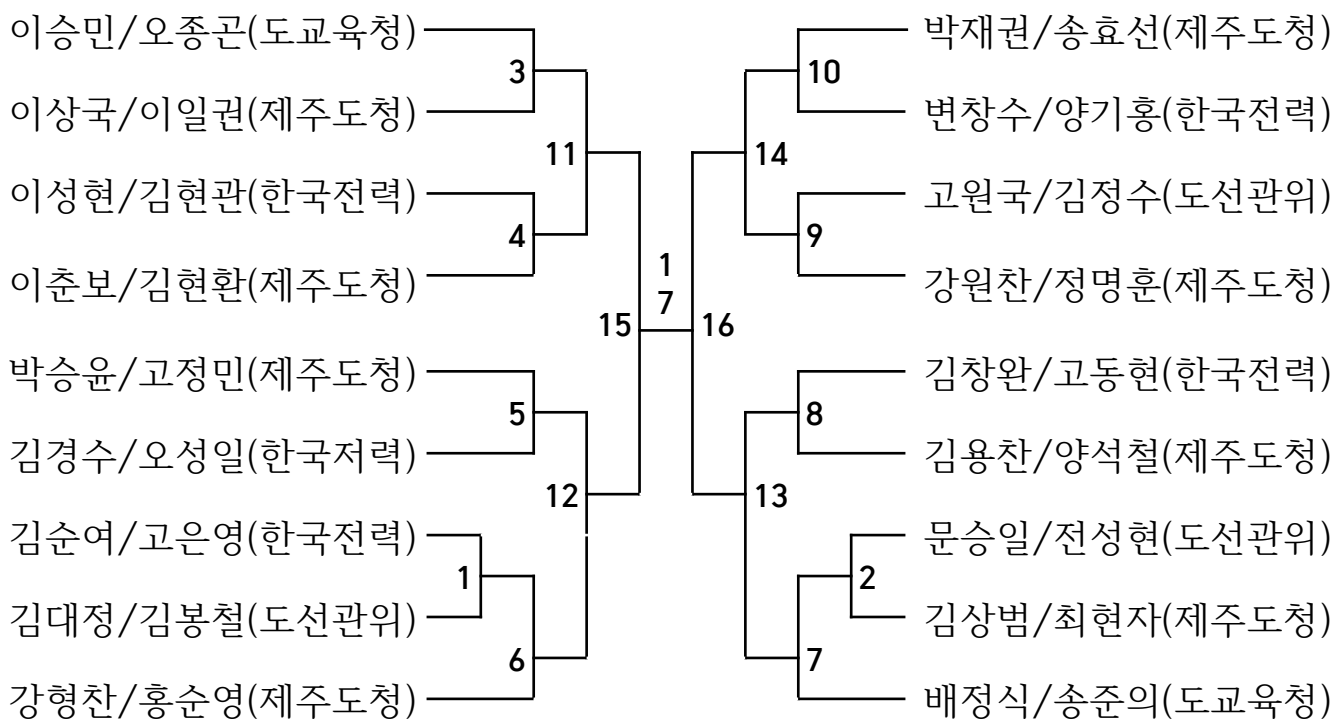 이승민/오종곤(도교육청)
3
이상국/이일권(제주도청)
11
이성현/김현관(한국전력)
4
이춘보/김현환(제주도청)
15
박승윤/고정민(제주도청)
5
김경수/오성일(한국저력)
12
김순여/고은영(한국전력)
1
김대정/김봉철(도선관위)
6
강형찬/홍순영(제주도청)
1
7
박재권/송효선(제주도청)
10
변창수/양기홍(한국전력)
14
고원국/김정수(도선관위)
9
강원찬/정명훈(제주도청)
16
김창완/고동현(한국전력)
8
김용찬/양석철(제주도청)
13
문승일/전성현(도선관위)
2
김상범/최현자(제주도청)
7
배정식/송준의(도교육청)